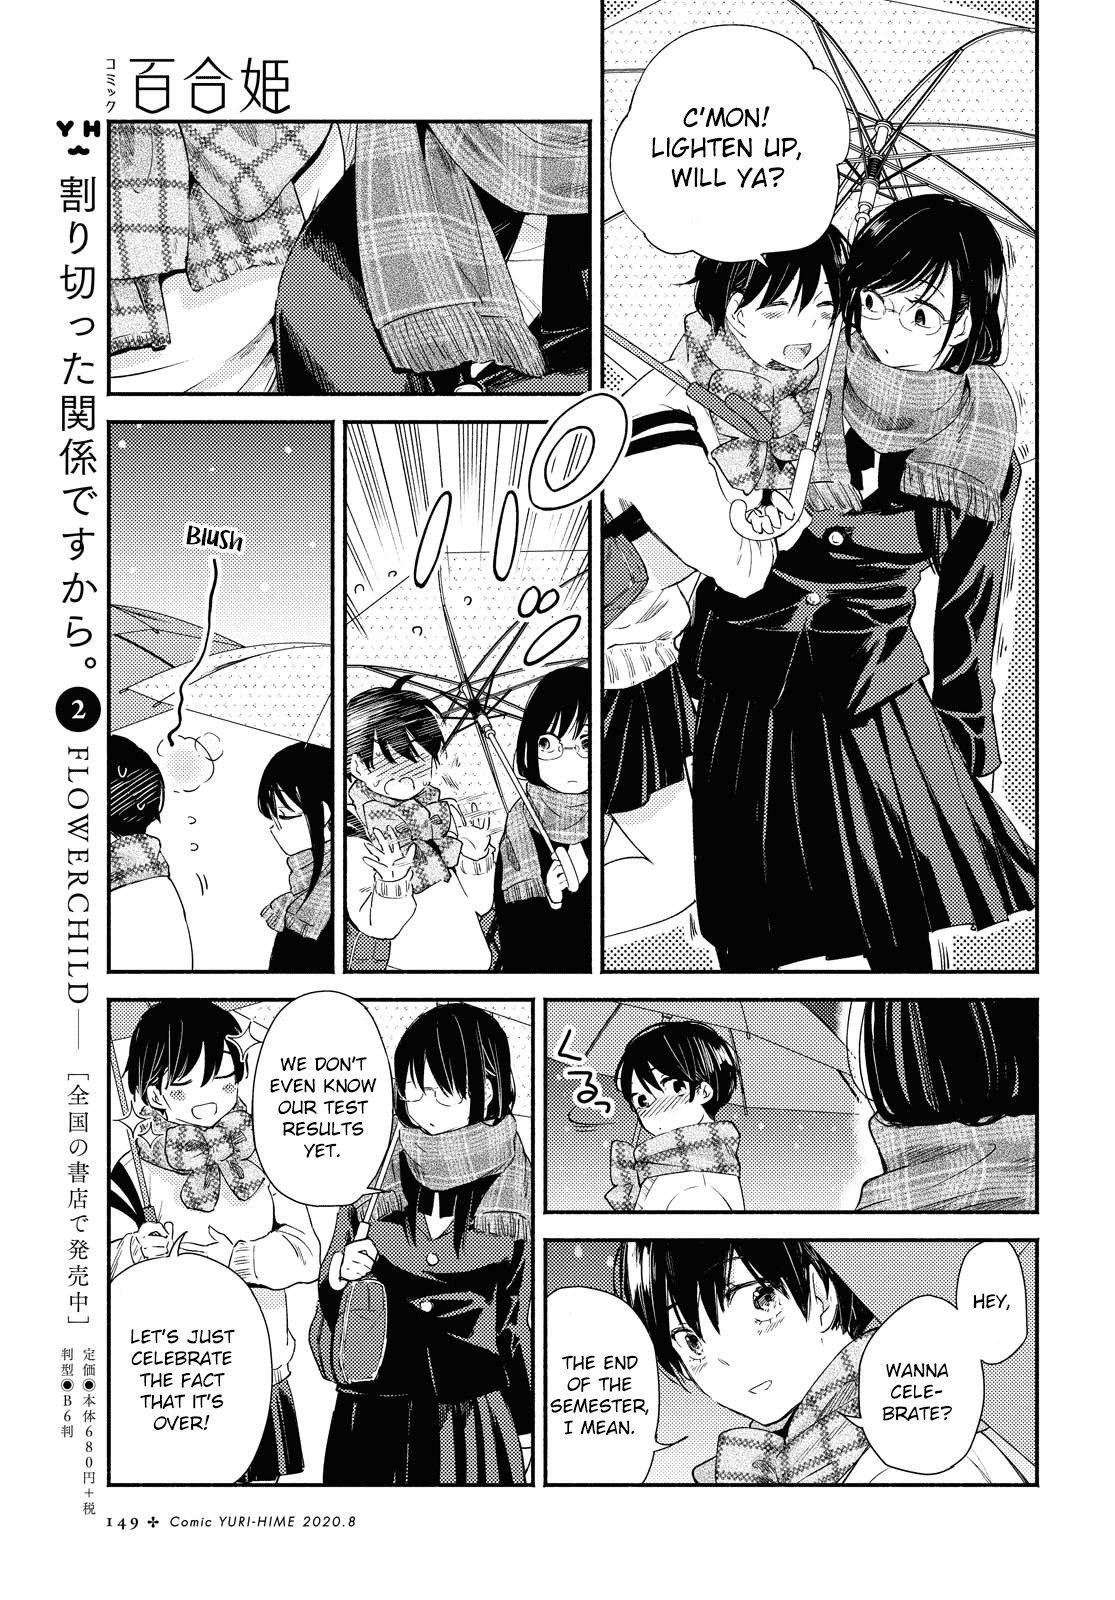 コミック
百合姫
YH
割り切った関係ですから。
2
FLOWERCHILD
［全国の書店で発売中］
定価●本体680円+税
判型●B6判
C'MON!
LIGHTEN UP,
WILL YA?
Blush
くるっ
HEY,
WANNA
CELE-
BRATE?
THE END
OF THE
SEMESTER,
I MEAN.
WE DON'T
EVEN KNOW
OUR TEST
RESULTS
YET.
LET'S JUST
CELEBRATE
THE FACT
THAT IT'S
OVER!
149 ✣ Comic YURI-HIME 2020.8